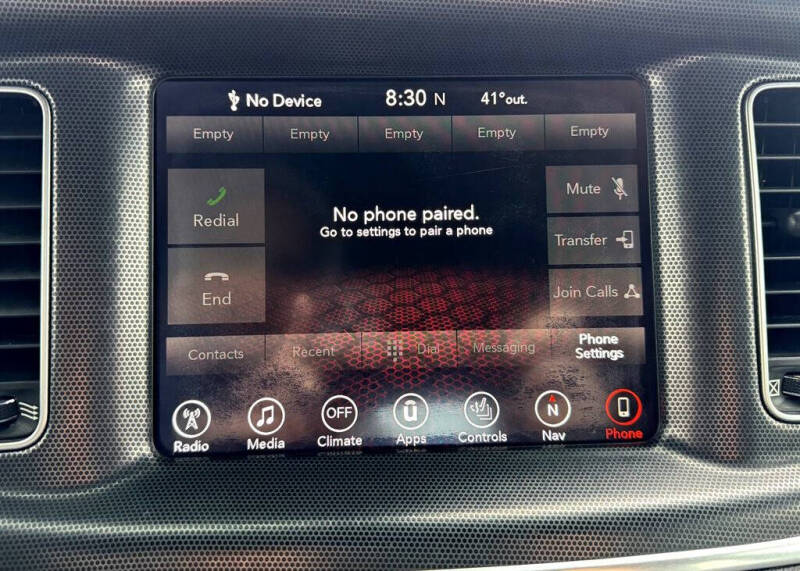 No Device 8:30 N 41°out.
Empty Empty Empty Empty Empty
Redial
No phone paired.
Go to settings to pair a phone
Mute
Transfer
End
Join Calls
Contacts Recent Dial Messaging Phone
Settings
OFF N
Radio Media Climate Apps Controls Nav Phone